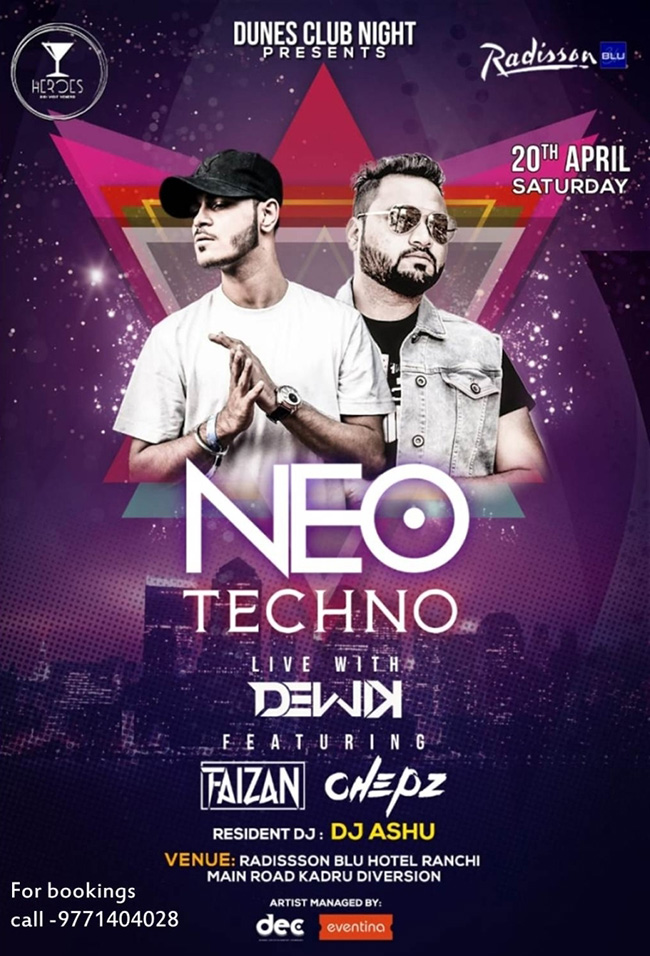 DUNES CLUB NIGHT
PRESENTS
HEROES
Radisson BLU
20TH APRIL
SATURDAY
NEO
TECHNO
LIVE WITH
DEWIK
FEATURING
FAIZAN CHEPZ
RESIDENT DJ : DJ ASHU
VENUE: RADISSSON BLU HOTEL RANCHI
MAIN ROAD KADRU DIVERSION
For bookings
call -9771404028
ARTIST MANAGED BY:
dec eventina